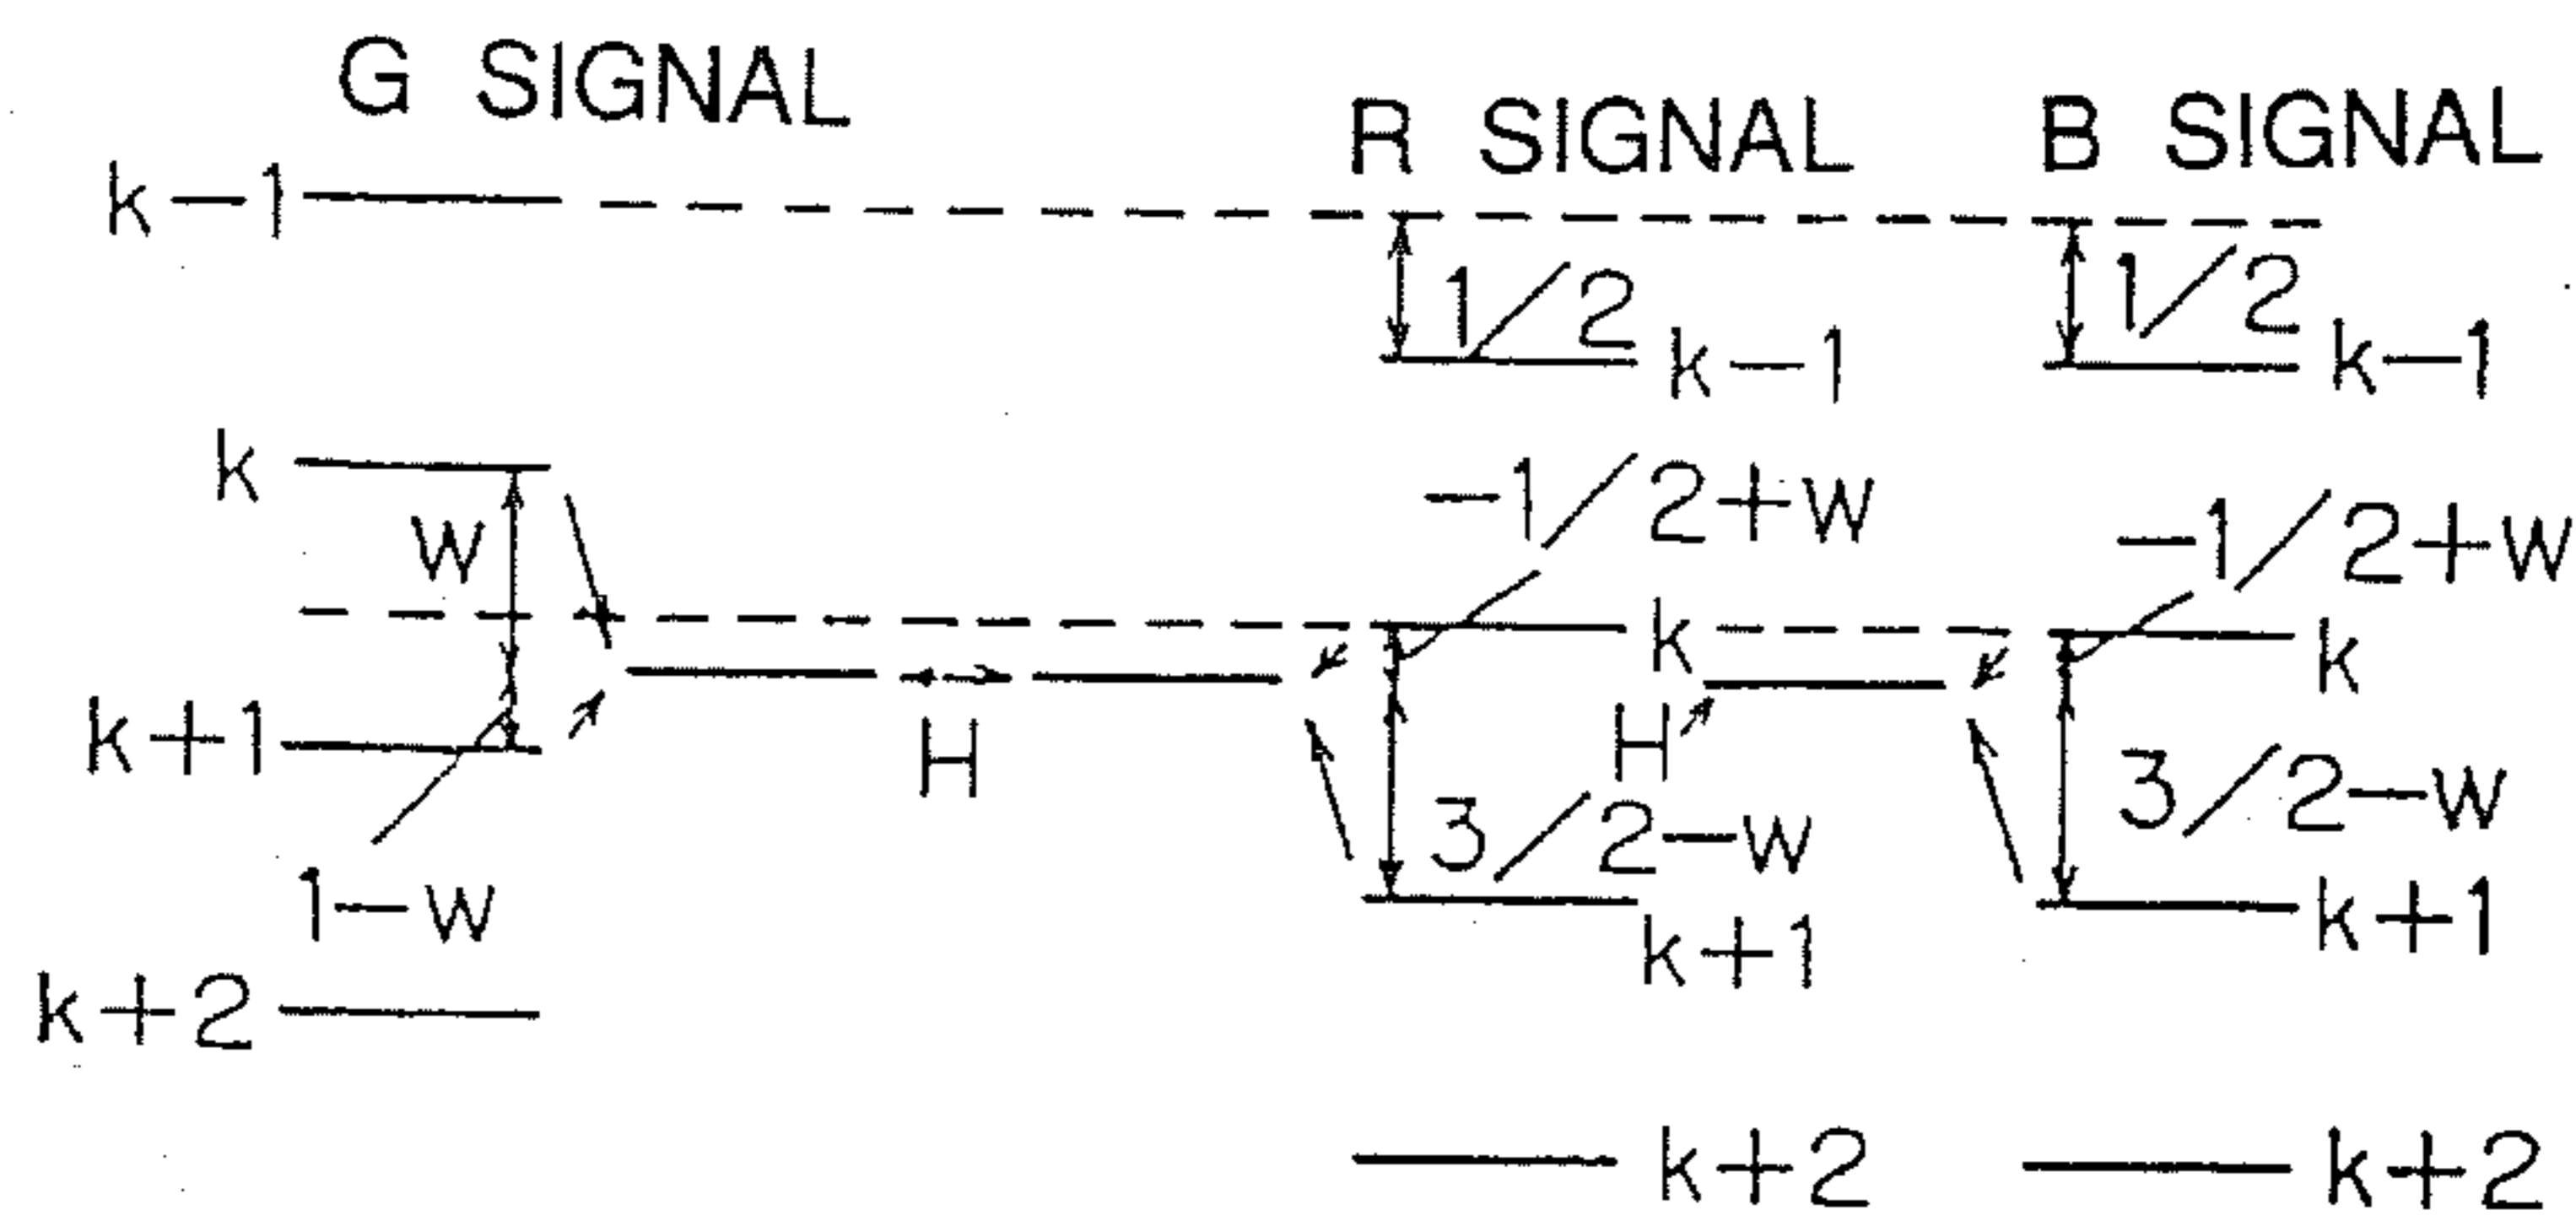 G SIGNAL
R SIGNAL
B SIGNAL
k-1
1/2
1/2
k-1
k-1
k
-1/2+W
-1/2+W
W
k
k
k+1
H
H
3/2-W
3/2-W
1-W
k+1
k+1
k+2
k+2
k+2